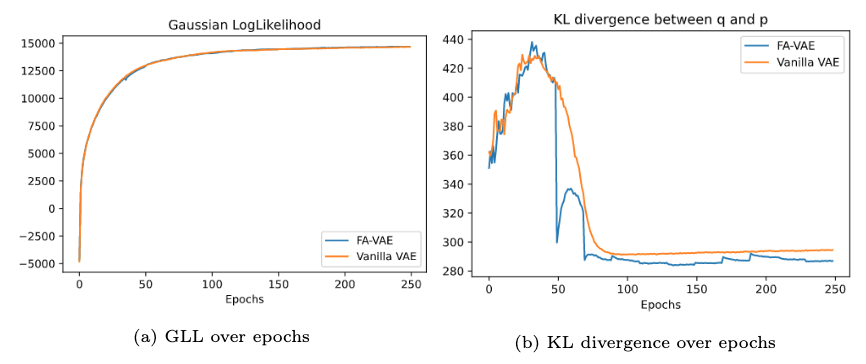 Gaussian LogLikelihood
15000
12500
10000
7500
5000
2500
0
−2500
−5000
FA-VAE
Vanilla VAE
0 50 100 150 200 250
Epochs
(a) GLL over epochs
KL divergence between q and p
440
420
400
380
360
340
320
300
280
FA-VAE
Vanilla VAE
0 50 100 150 200 250
Epochs
(b) KL divergence over epochs